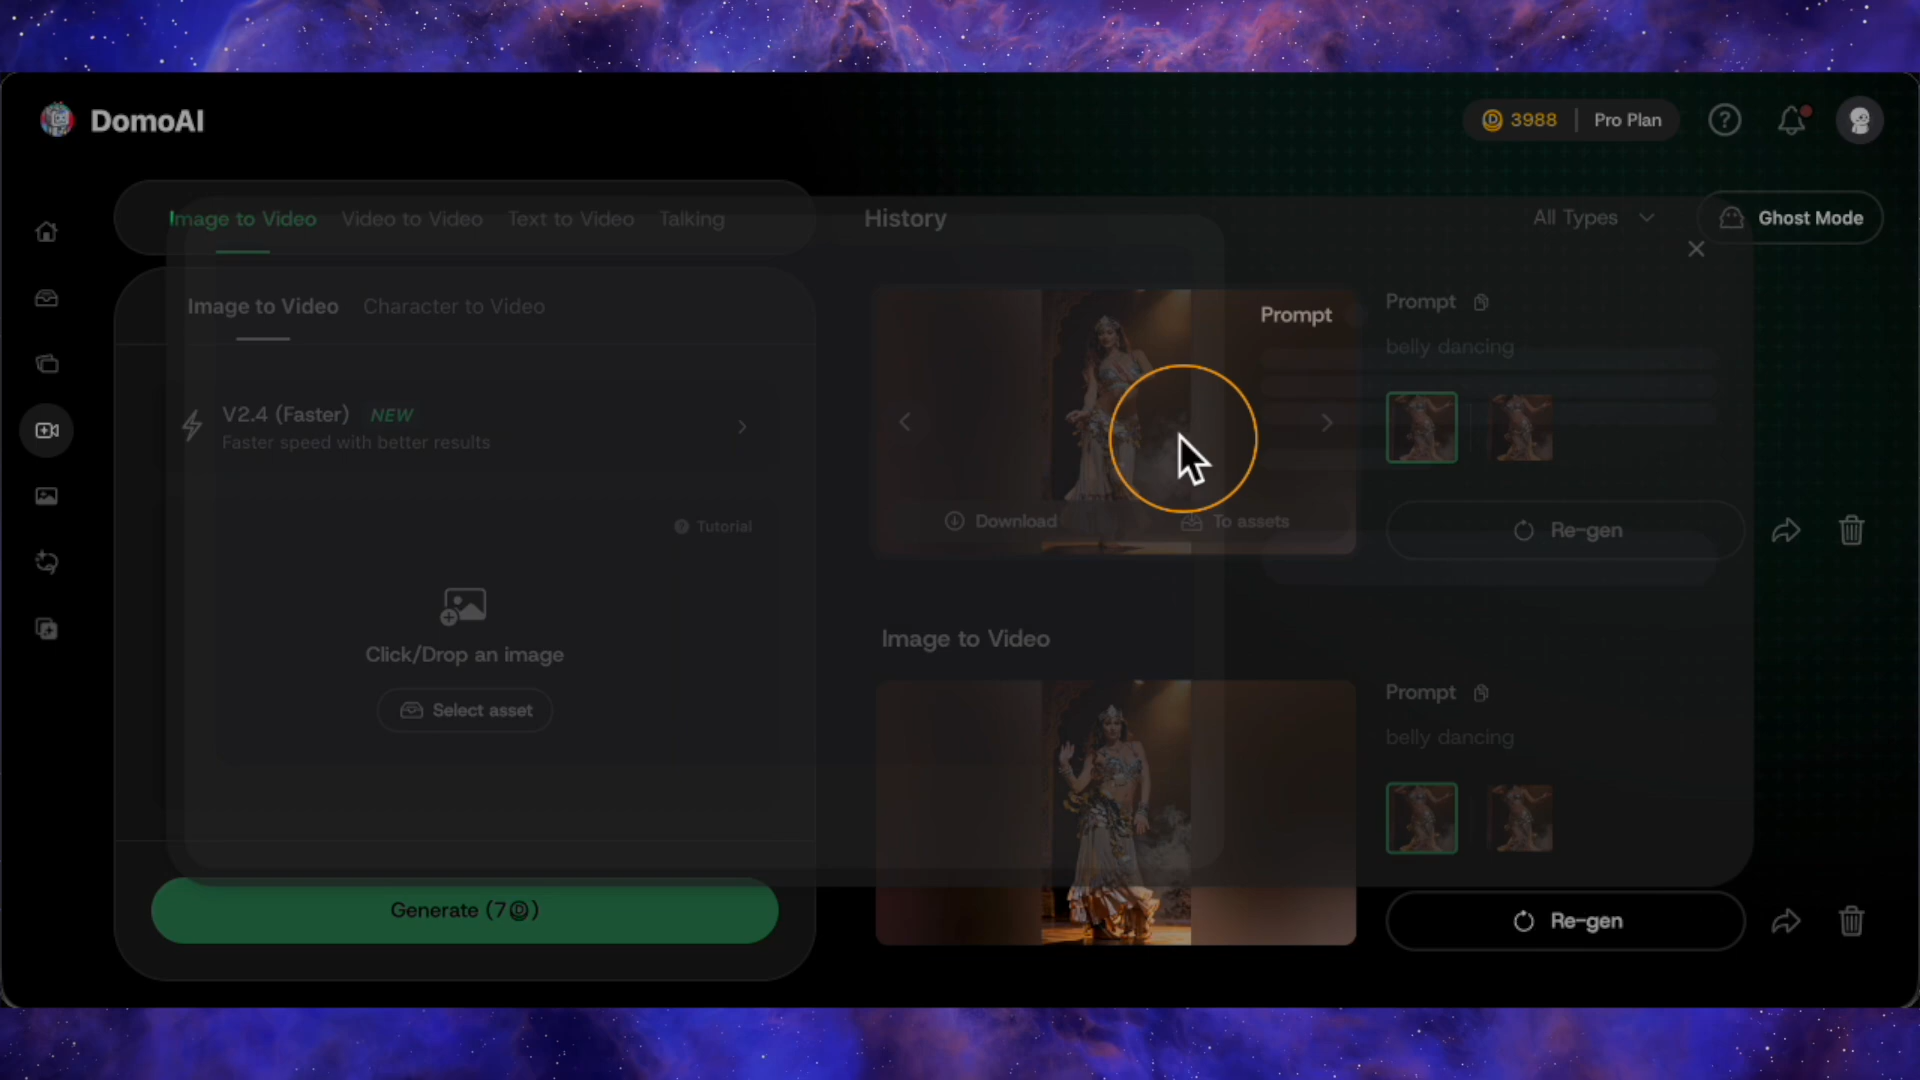 DomoAI
3988
Pro Plan
Image to Video
Video to Video
Text to Video
Talking
History
All Types
Ghost Mode
Image to Video
Character to Video
Prompt
Prompt
belly dancing
V2.4 (Faster) NEW
Faster speed with better results
Tutorial
Download
To assets
Re-gen
Click/Drop an image
Select asset
Image to Video
Prompt
belly dancing
Generate (7)
Re-gen